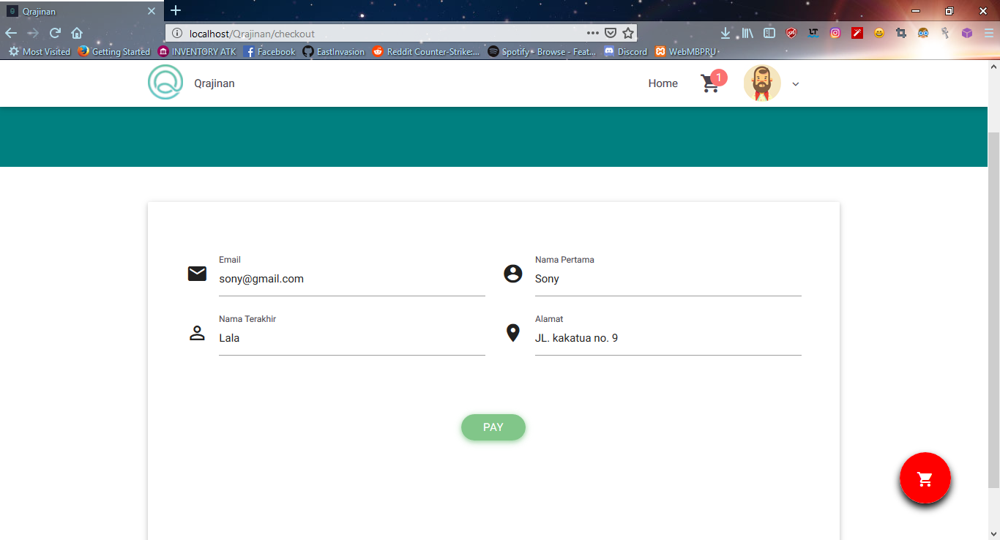 Qrajinan
localhost/Qrajinan/checkout
Most Visited Getting Started INVENTORY ATK Facebook EastInvasion Reddit Counter-Strike:... Spotify - Browse - Feat... Discord WebMBPRU
Qrajinan Home 1
Email Nama Pertama
sony@gmail.com Sony
Nama Terakhir Alamat
Lala JL. kakatua no. 9
PAY